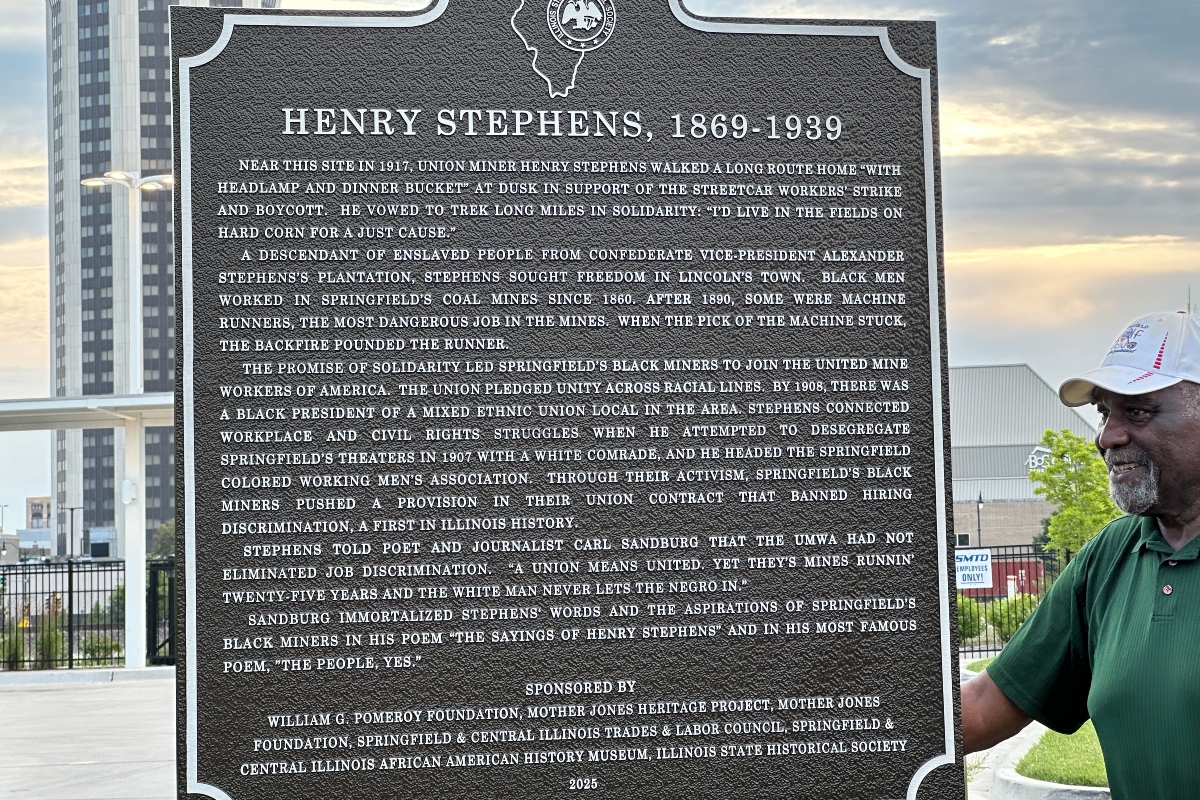 ILLINOIS ST
SOCIETY
HENRY STEPHENS, 1869-1939
NEAR THIS SITE IN 1917, UNION MINER HENRY STEPHENS WALKED A LONG ROUTE HOME "WITH
HEADLAMP AND DINNER BUCKET" AT DUSK IN SUPPORT OF THE STREETCAR WORKERS' STRIKE
AND BOYCOTT. HE VOWED TO TREK LONG MILES IN SOLIDARITY: "I'D LIVE IN THE FIELDS ON
HARD CORN FOR A JUST CAUSE."
A DESCENDANT OF ENSLAVED PEOPLE FROM CONFEDERATE VICE-PRESIDENT ALEXANDER
STEPHENS'S PLANTATION, STEPHENS SOUGHT FREEDOM IN LINCOLN'S TOWN. BLACK MEN
WORKED IN SPRINGFIELD'S COAL MINES SINCE 1860. AFTER 1890, SOME WERE MACHINE
RUNNERS, THE MOST DANGEROUS JOB IN THE MINES. WHEN THE PICK OF THE MACHINE STUCK,
THE BACKFIRE POUNDED THE RUNNER.
THE PROMISE OF SOLIDARITY LED SPRINGFIELD'S BLACK MINERS TO JOIN THE UNITED MINE
WORKERS OF AMERICA. THE UNION PLEDGED UNITY ACROSS RACIAL LINES. BY 1908, THERE WAS
A BLACK PRESIDENT OF A MIXED ETHNIC UNION LOCAL IN THE AREA. STEPHENS CONNECTED
WORKPLACE AND CIVIL RIGHTS STRUGGLES WHEN HE ATTEMPTED TO DESEGREGATE
SPRINGFIELD'S THEATERS IN 1907 WITH A WHITE COMRADE, AND HE HEADED THE SPRINGFIELD
COLORED WORKING MEN'S ASSOCIATION. THROUGH THEIR ACTIVISM, SPRINGFIELD'S BLACK
MINERS PUSHED A PROVISION IN THEIR UNION CONTRACT THAT BANNED HIRING
DISCRIMINATION, A FIRST IN ILLINOIS HISTORY.
STEPHENS TOLD POET AND JOURNALIST CARL SANDBURG THAT THE UMWA HAD NOT
ELIMINATED JOB DISCRIMINATION. "A UNION MEANS UNITED. YET THEY'S MINES RUNNIN'
TWENTY-FIVE YEARS AND THE WHITE MAN NEVER LETS THE NEGRO IN."
SANDBURG IMMORTALIZED STEPHENS' WORDS AND THE ASPIRATIONS OF SPRINGFIELD'S
BLACK MINERS IN HIS POEM "THE SAYINGS OF HENRY STEPHENS" AND IN HIS MOST FAMOUS
POEM, "THE PEOPLE, YES."
SPONSORED BY
WILLIAM G. POMEROY FOUNDATION, MOTHER JONES HERITAGE PROJECT, MOTHER JONES
FOUNDATION, SPRINGFIELD & CENTRAL ILLINOIS TRADES & LABOR COUNCIL, SPRINGFIELD &
CENTRAL ILLINOIS AFRICAN AMERICAN HISTORY MUSEUM, ILLINOIS STATE HISTORICAL SOCIETY
2025
SMTD
EMPLOYEES
ONLY!